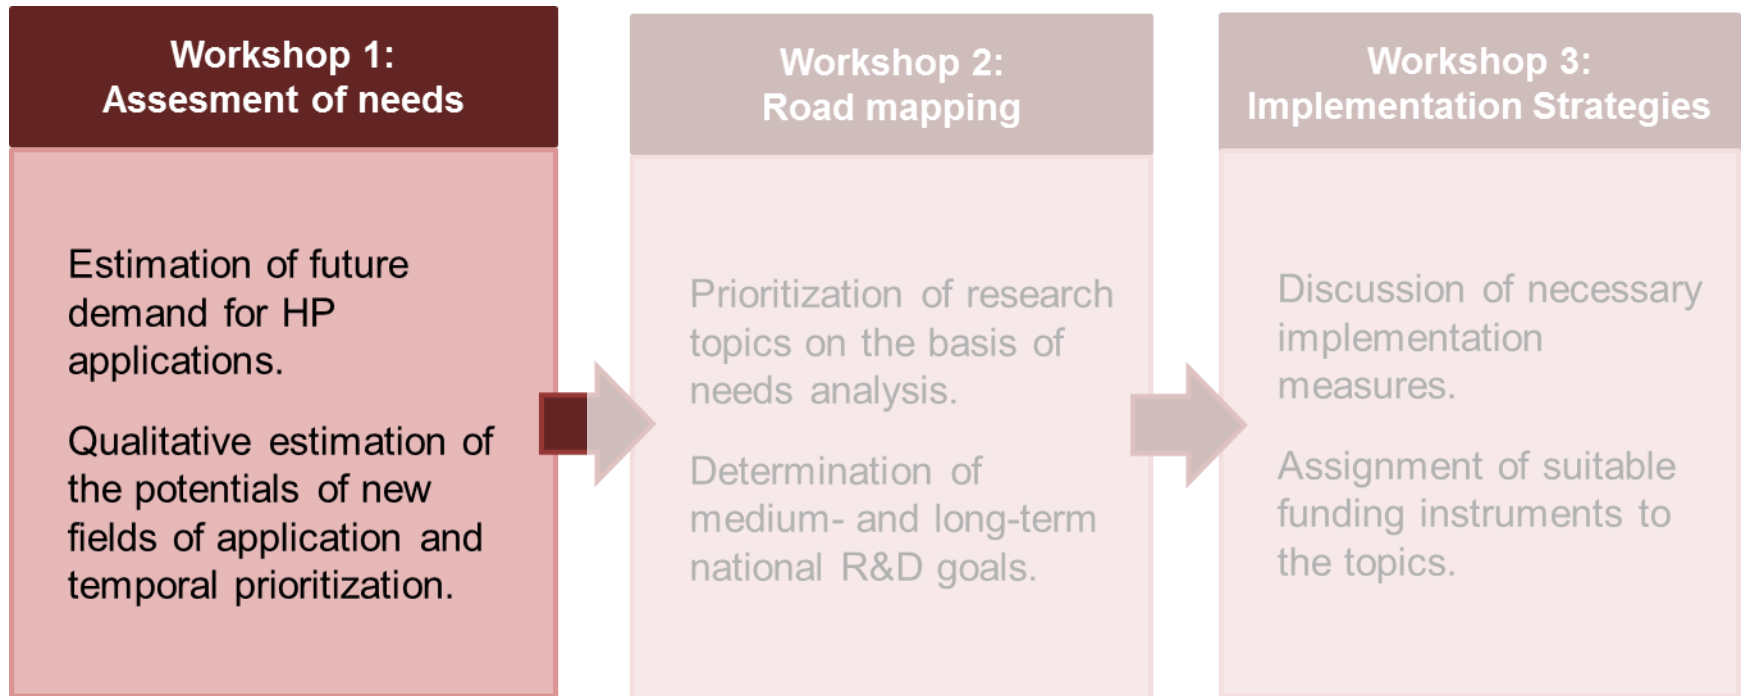 Workshop 1:
Assesment of needs
Estimation of future
demand for HP
applications.
Qualitative estimation of
the potentials of new
fields of application and
temporal prioritization.
Workshop 2:
Road mapping
Prioritization of research
topics on the basis of
needs analysis.
Determination of
medium- and long-term
national R&D goals.
Workshop 3:
Implementation Strategies
Discussion of necessary
implementation
measures.
Assignment of suitable
funding instruments to
the topics.